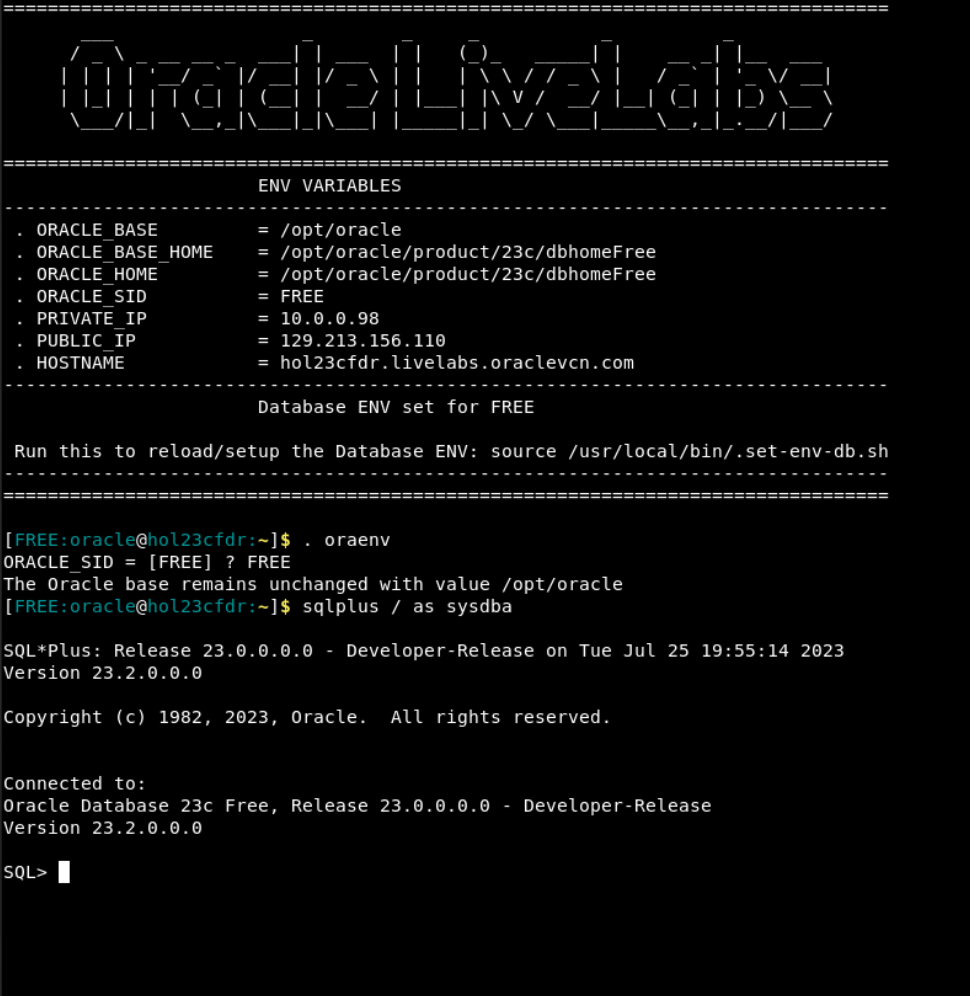 ================================================================================
OracleLiveLabs
================================================================================
ENV VARIABLES
--------------------------------------------------------------------------------
. ORACLE_BASE         = /opt/oracle
. ORACLE_BASE_HOME    = /opt/oracle/product/23c/dbhomeFree
. ORACLE_HOME         = /opt/oracle/product/23c/dbhomeFree
. ORACLE_SID          = FREE
. PRIVATE_IP          = 10.0.0.98
. PUBLIC_IP           = 129.213.156.110
. HOSTNAME            = hol23cfdr.livelabs.oraclevcn.com
--------------------------------------------------------------------------------
Database ENV set for FREE
Run this to reload/setup the Database ENV: source /usr/local/bin/.set-env-db.sh
--------------------------------------------------------------------------------
================================================================================
[FREE:oracle@hol23cfdr:~]$ . oraenv
ORACLE_SID = [FREE] ? FREE
The Oracle base remains unchanged with value /opt/oracle
[FREE:oracle@hol23cfdr:~]$ sqlplus / as sysdba
SQL*Plus: Release 23.0.0.0.0 - Developer-Release on Tue Jul 25 19:55:14 2023
Version 23.2.0.0.0
Copyright (c) 1982, 2023, Oracle.  All rights reserved.
Connected to:
Oracle Database 23c Free, Release 23.0.0.0.0 - Developer-Release
Version 23.2.0.0.0
SQL>